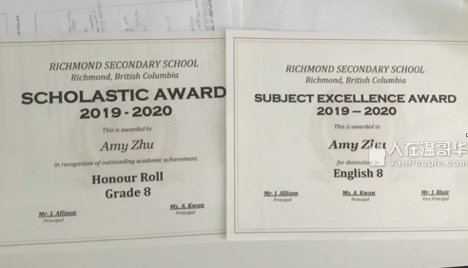 RICHMOND SECONDARY SCHOOL
Richmond, British Columbia
SCHOLASTIC AWARD
2019 - 2020
This is awarded to
Amy Zhu
in recognition of outstanding academic achievement.
Honour Roll
Grade 8
Mr. J. Allison
Principal
Ms. A. Kwon
Principal
RICHMOND SECONDARY SCHOOL
Richmond, British Columbia
SUBJECT EXCELLENCE AWARD
2019 – 2020
This is awarded to
Amy Zhu
for distinction in
English 8
Mr. J. Allison
Principal
Ms. A. Kwon
Principal
Mr. J. Blair
Vice Principal
人在温哥华
VanPeople.com